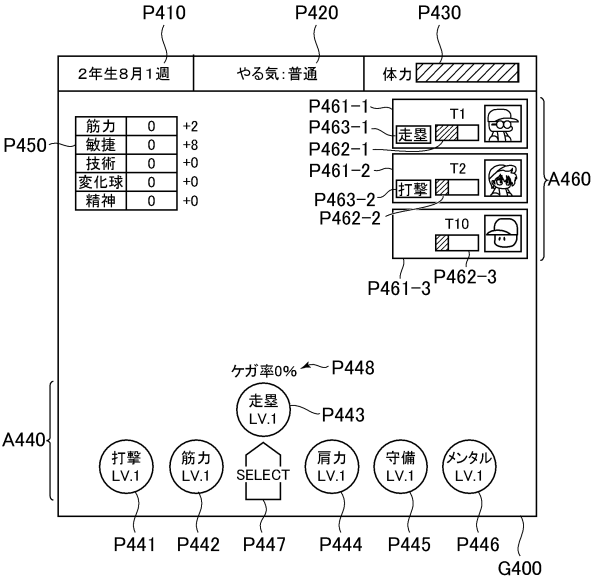 P410
P420
P430
2年生8月1週
やる気:普通
体力
P450
筋力 0 +2
敏捷 0 +8
技術 0 +0
変化球 0 +0
精神 0 +0
P461-1
P463-1
P462-1
P461-2
P463-2
P462-2
T1
走塁
T2
打撃
T10
A460
P462-3
P461-3
ケガ率0%
P448
走塁
LV.1
P443
A440
打撃
LV.1
筋力
LV.1
SELECT
肩力
LV.1
守備
LV.1
メンタル
LV.1
P441
P442
P447
P444
P445
P446
G400